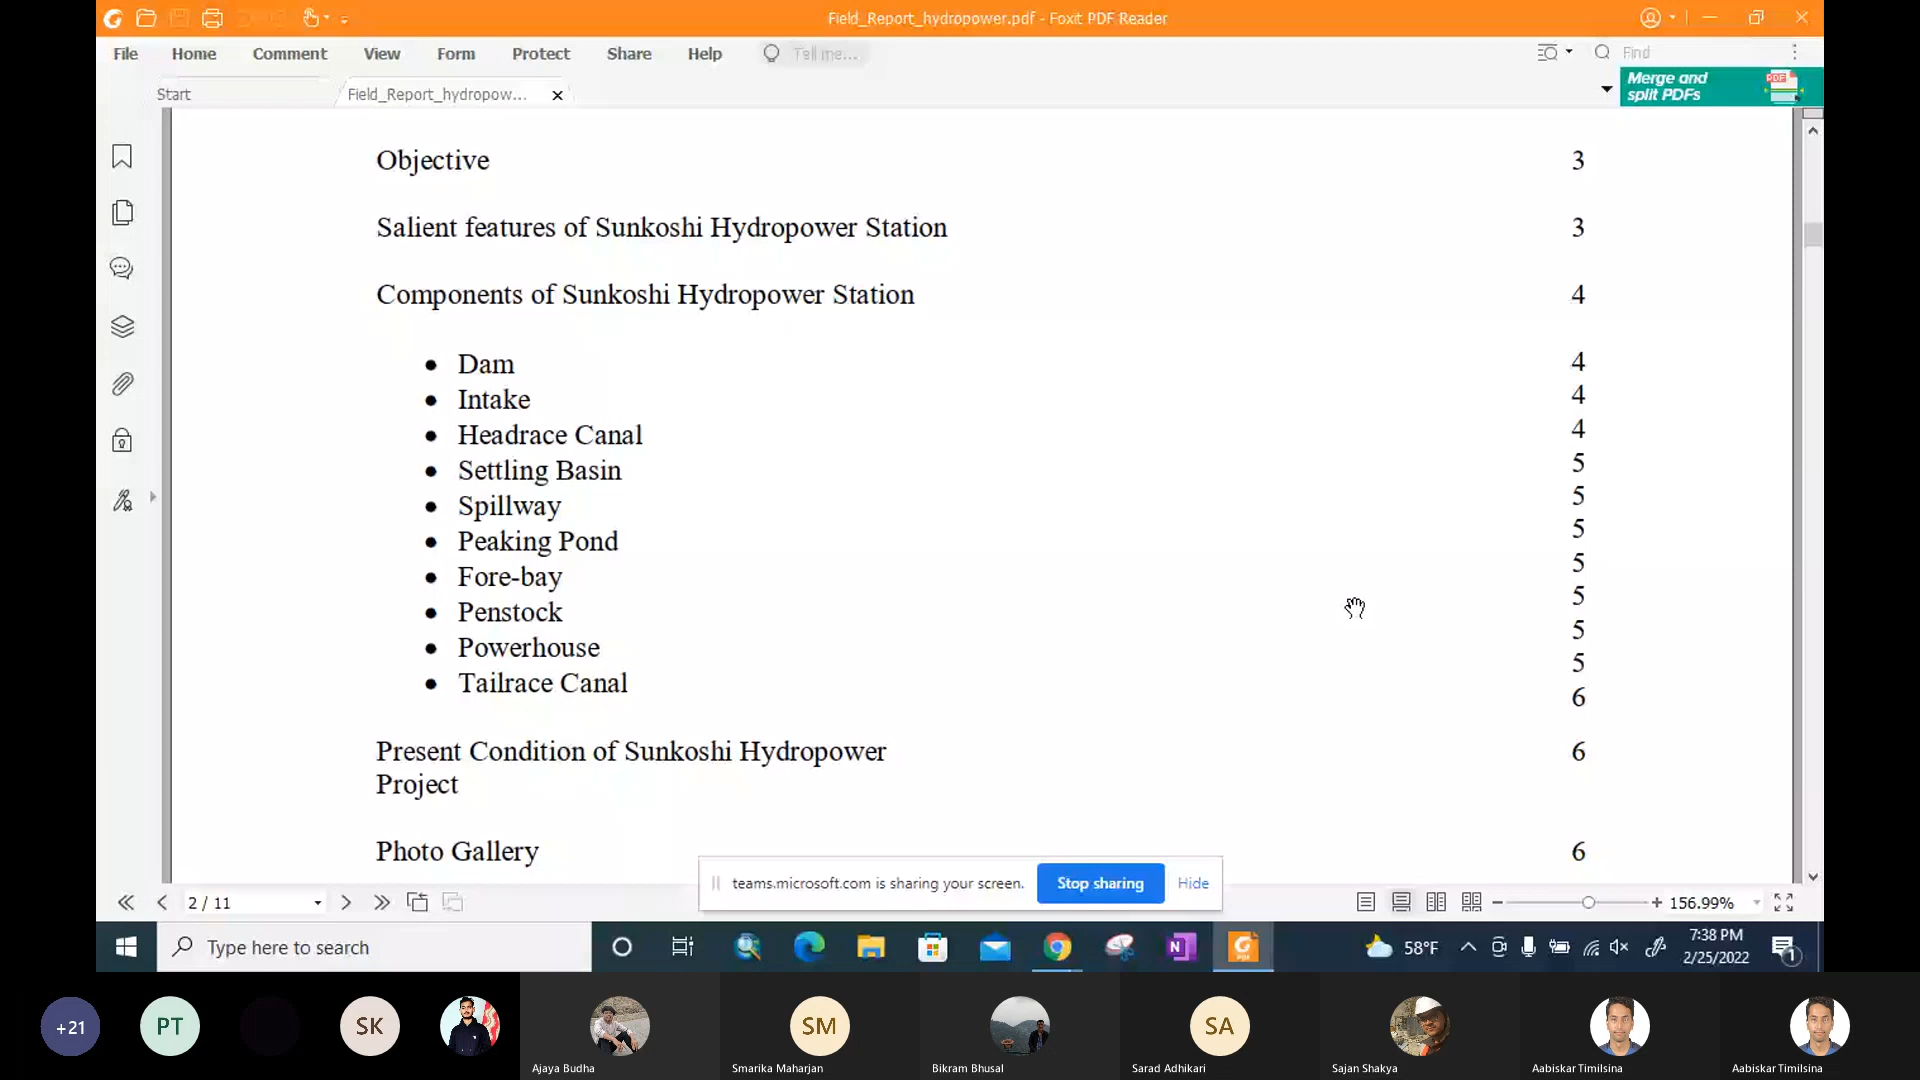 Field_Report_hydropower.pdf - Foxit PDF Reader
File Home Comment View Form Protect Share Help Tell me... Find
Start Field_Report_hydropow... Merge and
split PDFs
PDF
Objective 3
Salient features of Sunkoshi Hydropower Station 3
Components of Sunkoshi Hydropower Station 4
• Dam 4
• Intake 4
• Headrace Canal 4
• Settling Basin 5
• Spillway 5
• Peaking Pond 5
• Fore-bay 5
• Penstock 5
• Powerhouse 5
• Tailrace Canal 5
6
Present Condition of Sunkoshi Hydropower 6
Project
Photo Gallery 6
teams.microsoft.com is sharing your screen. Stop sharing Hide
2 / 11 156.99%
Type here to search 58°F 7:38 PM
2/25/2022 1
+21 PT SK SM SA
Ajaya Budha Smarika Maharjan Bikram Bhusal Sarad Adhikari Sajan Shakya Aabiskar Timilsina Aabiskar Timilsina